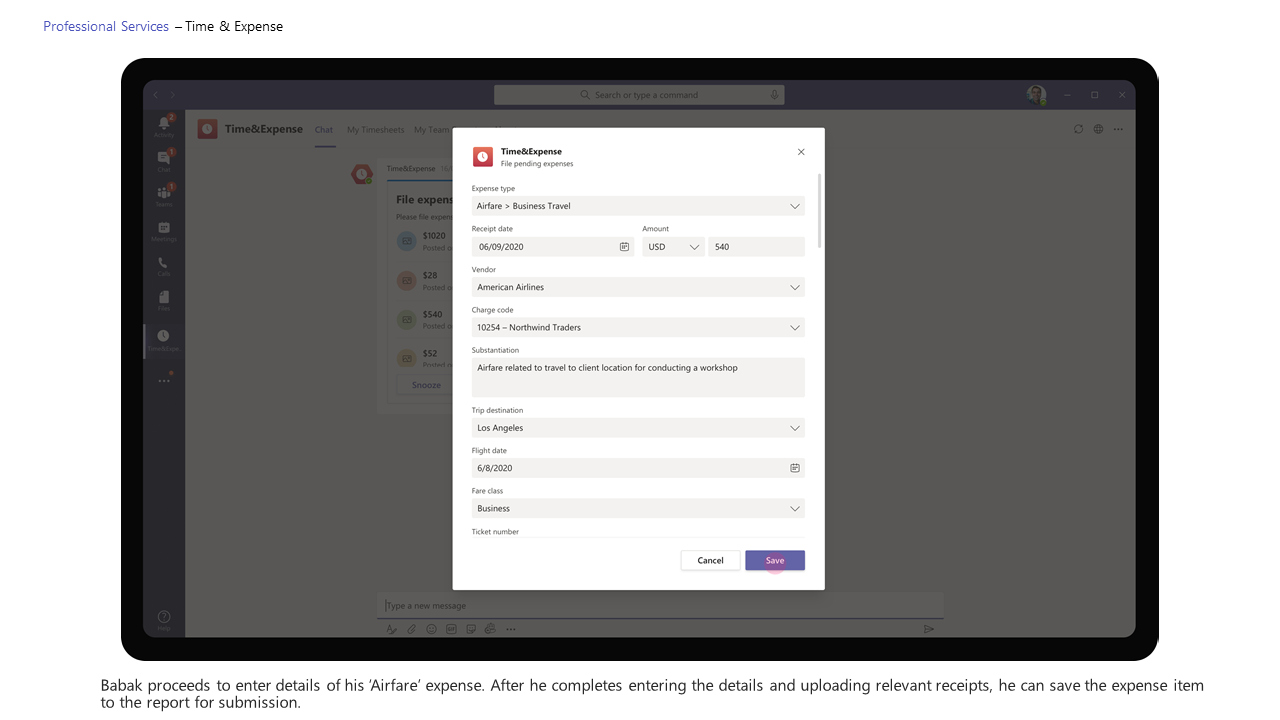 Professional Services – Time & Expense
Search or type a command
Activity 2
Chat 1
Teams 1
Meetings
Calls
Files
Help
Time&Expense Chat My Timesheets My Team
Time&Expense
File expens
Please file expens
$1020
Posted o
$28
Posted o
$540
Posted o
$52
Posted o
Snooze
Type a new message
Time&Expense
File pending expenses
Expense type
Airfare > Business Travel
Receipt date Amount
06/09/2020 USD 540
Vendor
American Airlines
Charge code
10254 – Northwind Traders
Substantiation
Airfare related to travel to client location for conducting a workshop
Trip destination
Los Angeles
Flight date
6/8/2020
Fare class
Business
Ticket number
Cancel Save
Babak proceeds to enter details of his ‘Airfare’ expense. After he completes entering the details and uploading relevant receipts, he can save the expense item
to the report for submission.